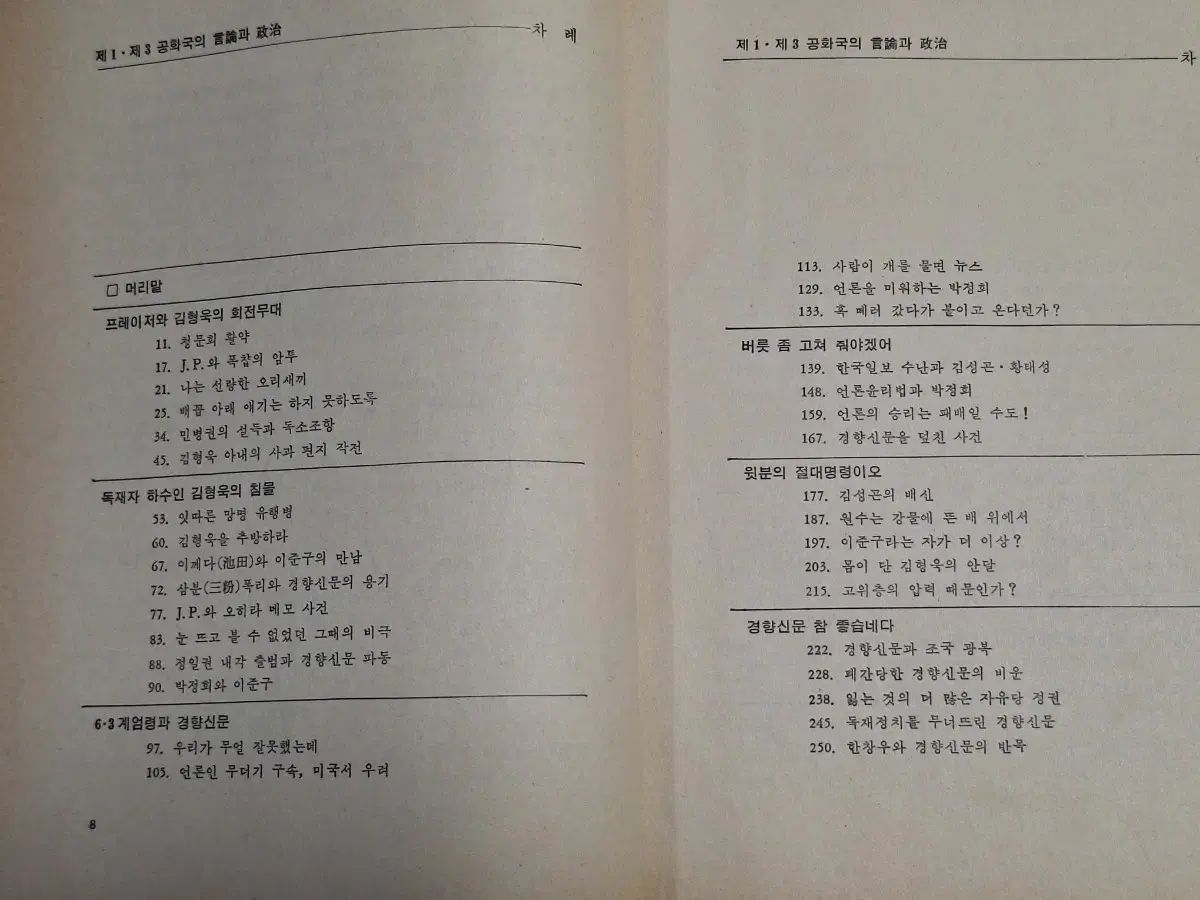 제 1·제 3 공화국의 言論과 政治
차 례
□ 머리말
프레이저와 김형욱의 회전무대
11. 청문회 활약
17. J.P.와 폭챂의 암투
21. 나는 선량한 오리새끼
25. 배꼽 아래 얘기는 하지 못하도록
34. 민병권의 설득과 독소조항
45. 김형욱 아내의 사과 편지 작전
독재자 하수인 김형욱의 침몰
53. 잇따른 망명 유행병
60. 김형욱을 추방하라
67. 이께다(池田)와 이준구의 만남
72. 삼분(三粉)폭리와 경향신문의 용기
77. J.P.와 오히라 메모 사건
83. 눈 뜨고 볼 수 없었던 그때의 비극
88. 정일권 내각 출범과 경향신문 파동
90. 박정희와 이준구
6·3 계엄령과 경향신문
97. 우리가 무얼 잘못했는데
105. 언론인 무더기 구속, 미국서 우려
8
제 1·제 3 공화국의 言論과 政治
차
113. 사람이 개를 물면 뉴스
129. 언론을 미워하는 박정희
133. 혹 떼러 갔다가 붙이고 온다던가?
버릇 좀 고쳐 줘야겠어
139. 한국일보 수난과 김성곤·황태성
148. 언론윤리법과 박정희
159. 언론의 승리는 패배일 수도!
167. 경향신문을 덮친 사건
윗분의 절대명령이오
177. 김성곤의 배신
187. 원수는 강물에 뜬 배 위에서
197. 이준구라는 자가 더 이상?
203. 몸이 단 김형욱의 안달
215. 고위층의 압력 때문인가?
경향신문 참 좋습네다
222. 경향신문과 조국 광복
228. 폐간당한 경향신문의 비운
238. 잃는 것의 더 많은 자유당 정권
245. 독재정치를 무너뜨린 경향신문
250. 한창우와 경향신문의 반목